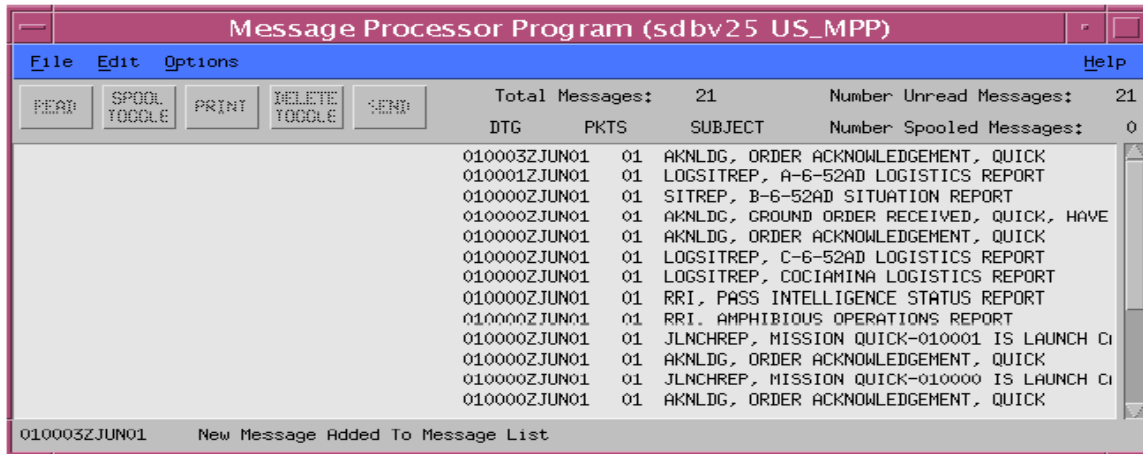 Message Processor Program (sdbv25 US_MPP)
File Edit Options Help
READ SPOOL TOGGLE PRINT DELETE TOGGLE SEND
Total Messages: 21 Number Unread Messages: 21
DTG PKTS SUBJECT Number Spooled Messages: 0
010003ZJUN01 01 AKNLDG, ORDER ACKNOWLEDGEMENT, QUICK
010001ZJUN01 01 LOGSITREP, A-6-52AD LOGISTICS REPORT
010000ZJUN01 01 SITREP, B-6-52AD SITUATION REPORT
010000ZJUN01 01 AKNLDG, GROUND ORDER RECEIVED, QUICK, HAVE
010000ZJUN01 01 AKNLDG, ORDER ACKNOWLEDGEMENT, QUICK
010000ZJUN01 01 LOGSITREP, C-6-52AD LOGISTICS REPORT
010000ZJUN01 01 LOGSITREP, COCIAMINA LOGISTICS REPORT
010000ZJUN01 01 RRI, PASS INTELLIGENCE STATUS REPORT
010000ZJUN01 01 RRI. AMPHIBIOUS OPERATIONS REPORT
010000ZJUN01 01 JLNCHREP, MISSION QUICK-010001 IS LAUNCH
010000ZJUN01 01 AKNLDG, ORDER ACKNOWLEDGEMENT, QUICK
010000ZJUN01 01 JLNCHREP, MISSION QUICK-010000 IS LAUNCH
010000ZJUN01 01 AKNLDG, ORDER ACKNOWLEDGEMENT, QUICK
010003ZJUN01 New Message Added To Message List